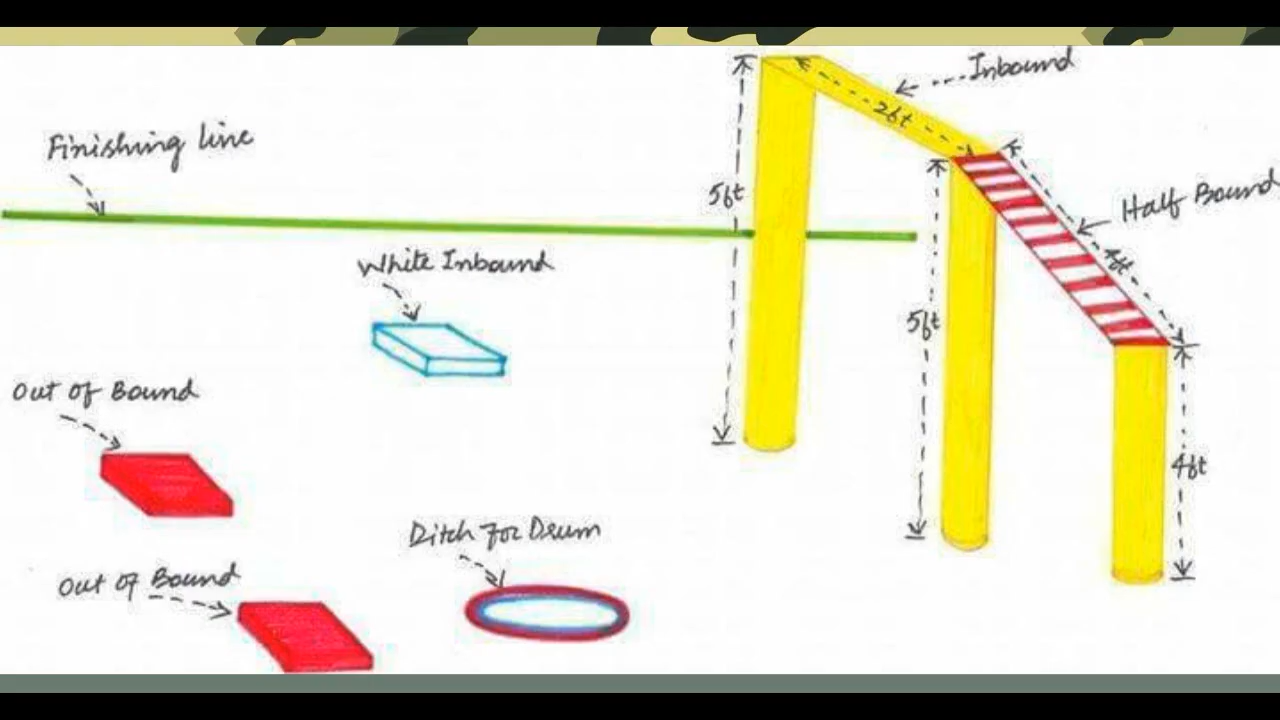 Inbound
2ft
Finishing line
5ft
Half Bound
4ft
White Inbound
5ft
Out of Bound
4ft
Ditch for Drum
Out of Bound